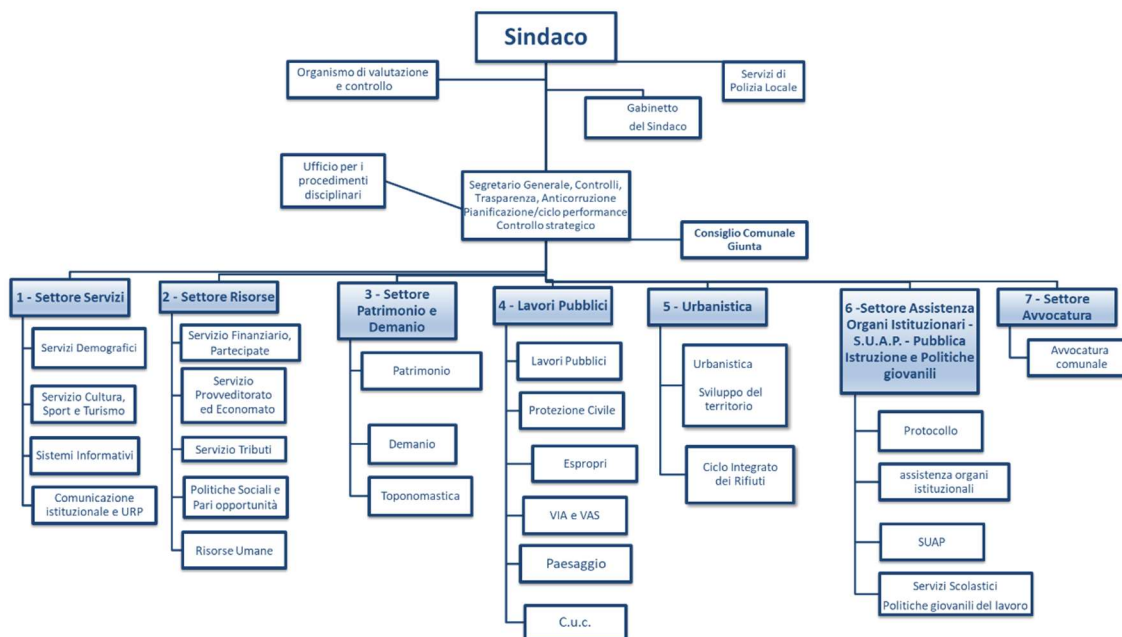 Sindaco
Organismo di valutazione
e controllo
Servizi di
Polizia Locale
Gabinetto
del Sindaco
Ufficio per i
procedimenti
disciplinari
Segretario Generale, Controlli,
Trasparenza, Anticorruzione
Pianificazione/ciclo performance
Controllo strategico
Consiglio Comunale
Giunta
1 - Settore Servizi
Servizi Demografici
Servizio Cultura,
Sport e Turismo
Sistemi Informativi
Comunicazione
istituzionale e URP
2 - Settore Risorse
Servizio Finanziario,
Partecipate
Servizio
Provveditorato
ed Economato
Servizio Tributi
Politiche Sociali e
Pari opportunità
Risorse Umane
3 - Settore
Patrimonio e
Demanio
Patrimonio
Demanio
Toponomastica
4 - Lavori Pubblici
Lavori Pubblici
Protezione Civile
Espropri
VIA e VAS
Paesaggio
C.u.c.
5 - Urbanistica
Urbanistica
Sviluppo del
territorio
Ciclo Integrato
dei Rifiuti
6 -Settore Assistenza
Organi Istituzionari -
S.U.A.P. - Pubblica
Istruzione e Politiche
giovanili
Protocollo
assistenza organi
istituzionali
SUAP
Servizi Scolastici
Politiche giovanili del lavoro
7 - Settore
Avvocatura
Avvocatura
comunale